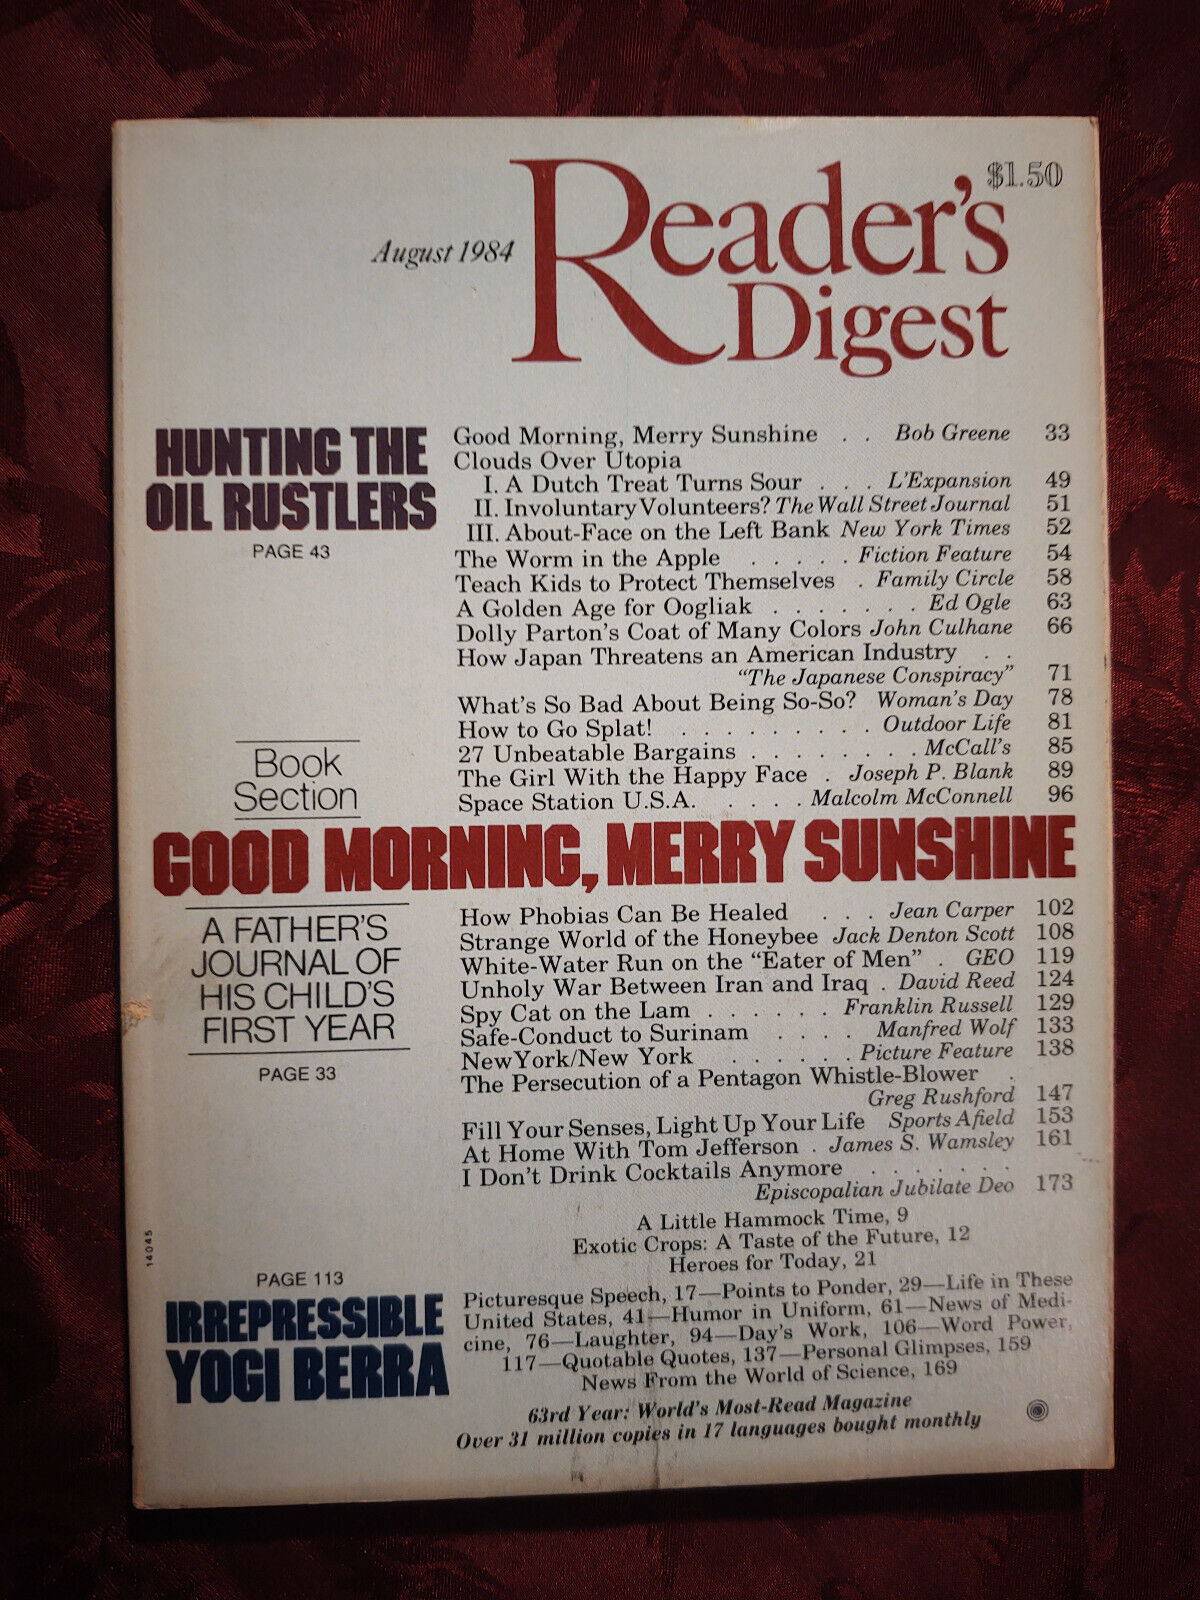 $1.50
August 1984
Reader's
Digest
HUNTING THE
OIL RUSTLERS
PAGE 43
Good Morning, Merry Sunshine . . Bob Greene 33
Clouds Over Utopia
I. A Dutch Treat Turns Sour . . . L'Expansion 49
II. Involuntary Volunteers? The Wall Street Journal 51
III. About-Face on the Left Bank New York Times 52
The Worm in the Apple . . . . . Fiction Feature 54
Teach Kids to Protect Themselves . Family Circle 58
A Golden Age for Oogliak . . . . . . . Ed Ogle 63
Dolly Parton's Coat of Many Colors John Culhane 66
How Japan Threatens an American Industry . .
"The Japanese Conspiracy" 71
What's So Bad About Being So-So? Woman's Day 78
How to Go Splat! . . . . . . . . . Outdoor Life 81
27 Unbeatable Bargains . . . . . . . . McCall's 85
The Girl With the Happy Face . Joseph P. Blank 89
Space Station U.S.A. . . . . Malcolm McConnell 96
Book
Section
GOOD MORNING, MERRY SUNSHINE
A FATHER'S
JOURNAL OF
HIS CHILD'S
FIRST YEAR
PAGE 33
How Phobias Can Be Healed . . . Jean Carper 102
Strange World of the Honeybee Jack Denton Scott 108
White-Water Run on the "Eater of Men" . GEO 119
Unholy War Between Iran and Iraq . David Reed 124
Spy Cat on the Lam . . . . . . Franklin Russell 129
Safe-Conduct to Surinam . . . . Manfred Wolf 133
New York/New York . . . . . . Picture Feature 138
The Persecution of a Pentagon Whistle-Blower .
Greg Rushford 147
Fill Your Senses, Light Up Your Life Sports Afield 153
At Home With Tom Jefferson . James S. Wamsley 161
I Don't Drink Cocktails Anymore . . . . . . .
Episcopalian Jubilate Deo 173
A Little Hammock Time, 9
Exotic Crops: A Taste of the Future, 12
Heroes for Today, 21
Picturesque Speech, 17—Points to Ponder, 29—Life in These
United States, 41—Humor in Uniform, 61—News of Medi-
cine, 76—Laughter, 94—Day's Work, 106—Word Power,
117—Quotable Quotes, 137—Personal Glimpses, 159
News From the World of Science, 169
63rd Year: World's Most-Read Magazine
Over 31 million copies in 17 languages bought monthly
14045
PAGE 113
IRREPRESSIBLE
YOGI BERRA